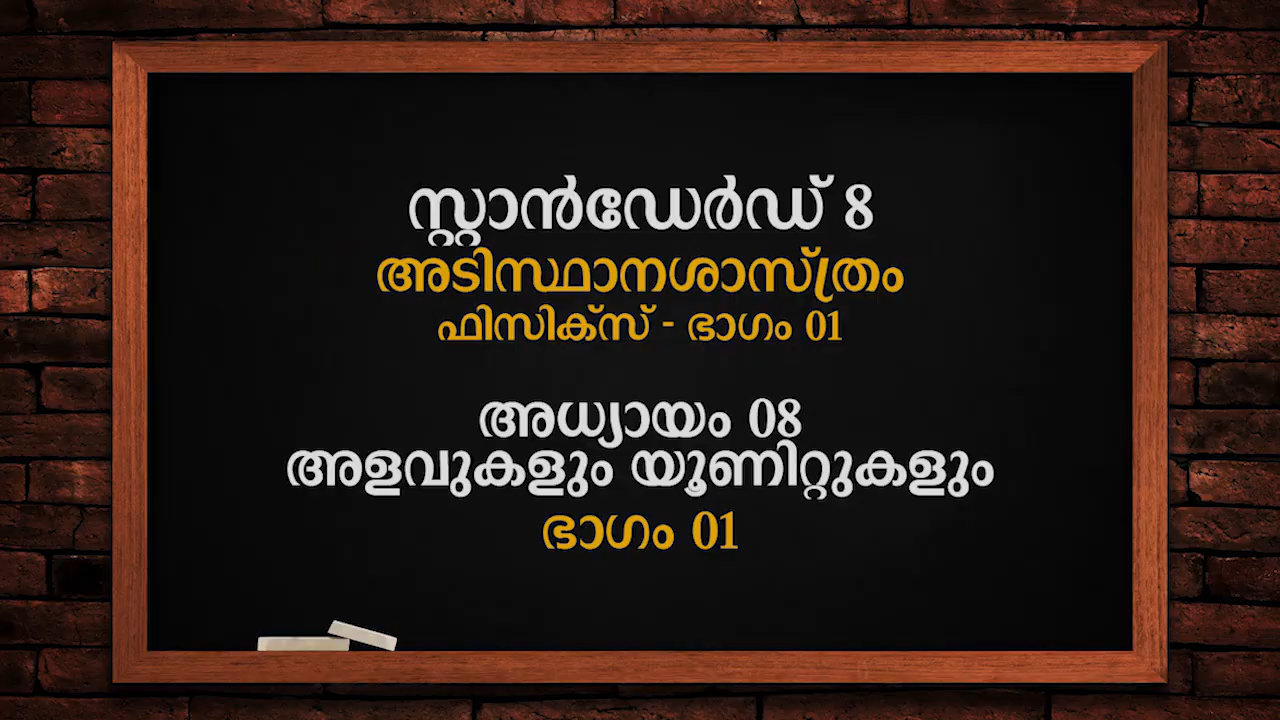 സ്റ്റാൻഡേർഡ് 8
അടിസ്ഥാനശാസ്ത്രം
ഫിസിക്സ് - ഭാഗം 01
അധ്യായം 08
അളവുകളും യൂണിറ്റുകളും
ഭാഗം 01